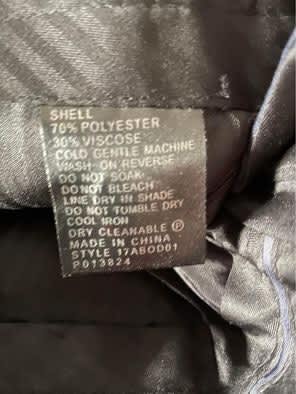 SHELL
70% POLYESTER
30% VISCOSE
COLD GENTLE MACHINE
WASH ON REVERSE
DO NOT SOAK
DO NOT BLEACH
LINE DRY IN SHADE
DO NOT TUMBLE DRY
COOL IRON
DRY CLEANABLE Ⓟ
MADE IN CHINA
STYLE 17ABOD01
P013824